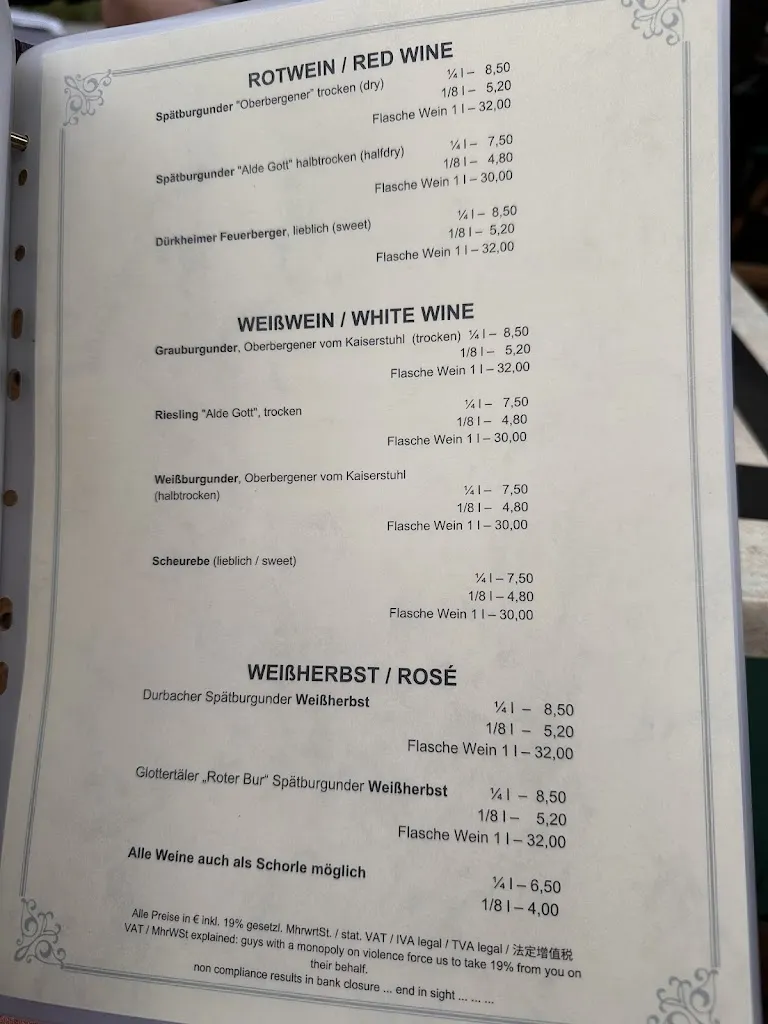 ROTWEIN / RED WINE
Spätburgunder "Oberbergener" trocken (dry) ¼ l – 8,50
1/8 l – 5,20
Flasche Wein 1 l – 32,00
Spätburgunder "Alde Gott" halbtrocken (halfdry) ¼ l – 7,50
1/8 l – 4,80
Flasche Wein 1 l – 30,00
Dürkheimer Feuerberger, lieblich (sweet) ¼ l – 8,50
1/8 l – 5,20
Flasche Wein 1 l – 32,00
WEIßWEIN / WHITE WINE
Grauburgunder, Oberbergener vom Kaiserstuhl (trocken) ¼ l – 8,50
1/8 l – 5,20
Flasche Wein 1 l – 32,00
Riesling "Alde Gott", trocken ¼ l – 7,50
1/8 l – 4,80
Flasche Wein 1 l – 30,00
Weißburgunder, Oberbergener vom Kaiserstuhl
(halbtrocken) ¼ l – 7,50
1/8 l – 4,80
Flasche Wein 1 l – 30,00
Scheurebe (lieblich / sweet)
¼ l – 7,50
1/8 l – 4,80
Flasche Wein 1 l – 30,00
WEIßHERBST / ROSÉ
Durbacher Spätburgunder Weißherbst ¼ l – 8,50
1/8 l – 5,20
Flasche Wein 1 l – 32,00
Glottertäler „Roter Bur" Spätburgunder Weißherbst ¼ l – 8,50
1/8 l – 5,20
Flasche Wein 1 l – 32,00
Alle Weine auch als Schorle möglich ¼ l – 6,50
1/8 l – 4,00
Alle Preise in € inkl. 19% gesetzl. MhrwrtSt. / stat. VAT / IVA legal / TVA legal / 法定增值税
VAT / MhrWSt explained: guys with a monopoly on violence force us to take 19% from you on
their behalf.
non compliance results in bank closure ... end in sight ... ... ...